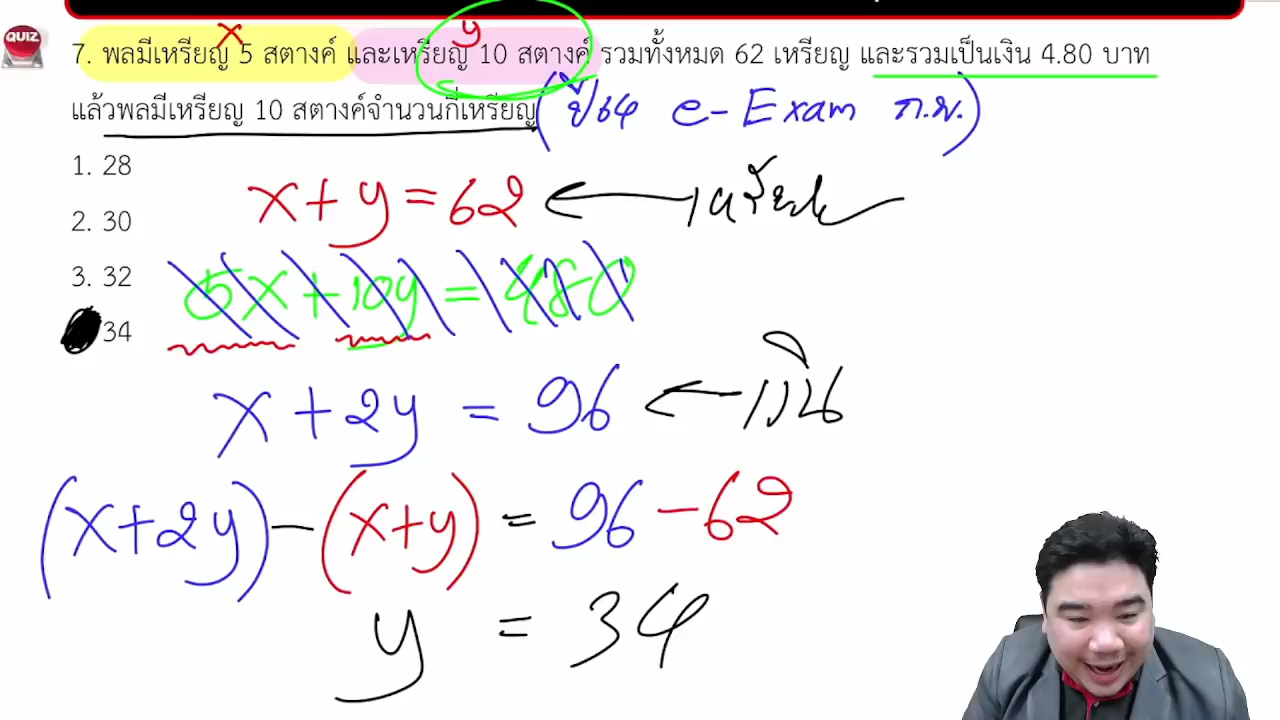 QUIZ
x y
7. พลมีเหรียญ 5 สตางค์ และเหรียญ 10 สตางค์ รวมทั้งหมด 62 เหรียญ และรวมเป็นเงิน 4.80 บาท
แล้วพลมีเหรียญ 10 สตางค์จำนวนกี่เหรียญ (ปี64 e-Exam ก.พ.)
1. 28
x+y=62 ← เหรียญ
2. 30
3. 32
5x+10y=480
34
x+2y=96 ← เงิน
(x+2y)-(x+y)=96-62
y=34